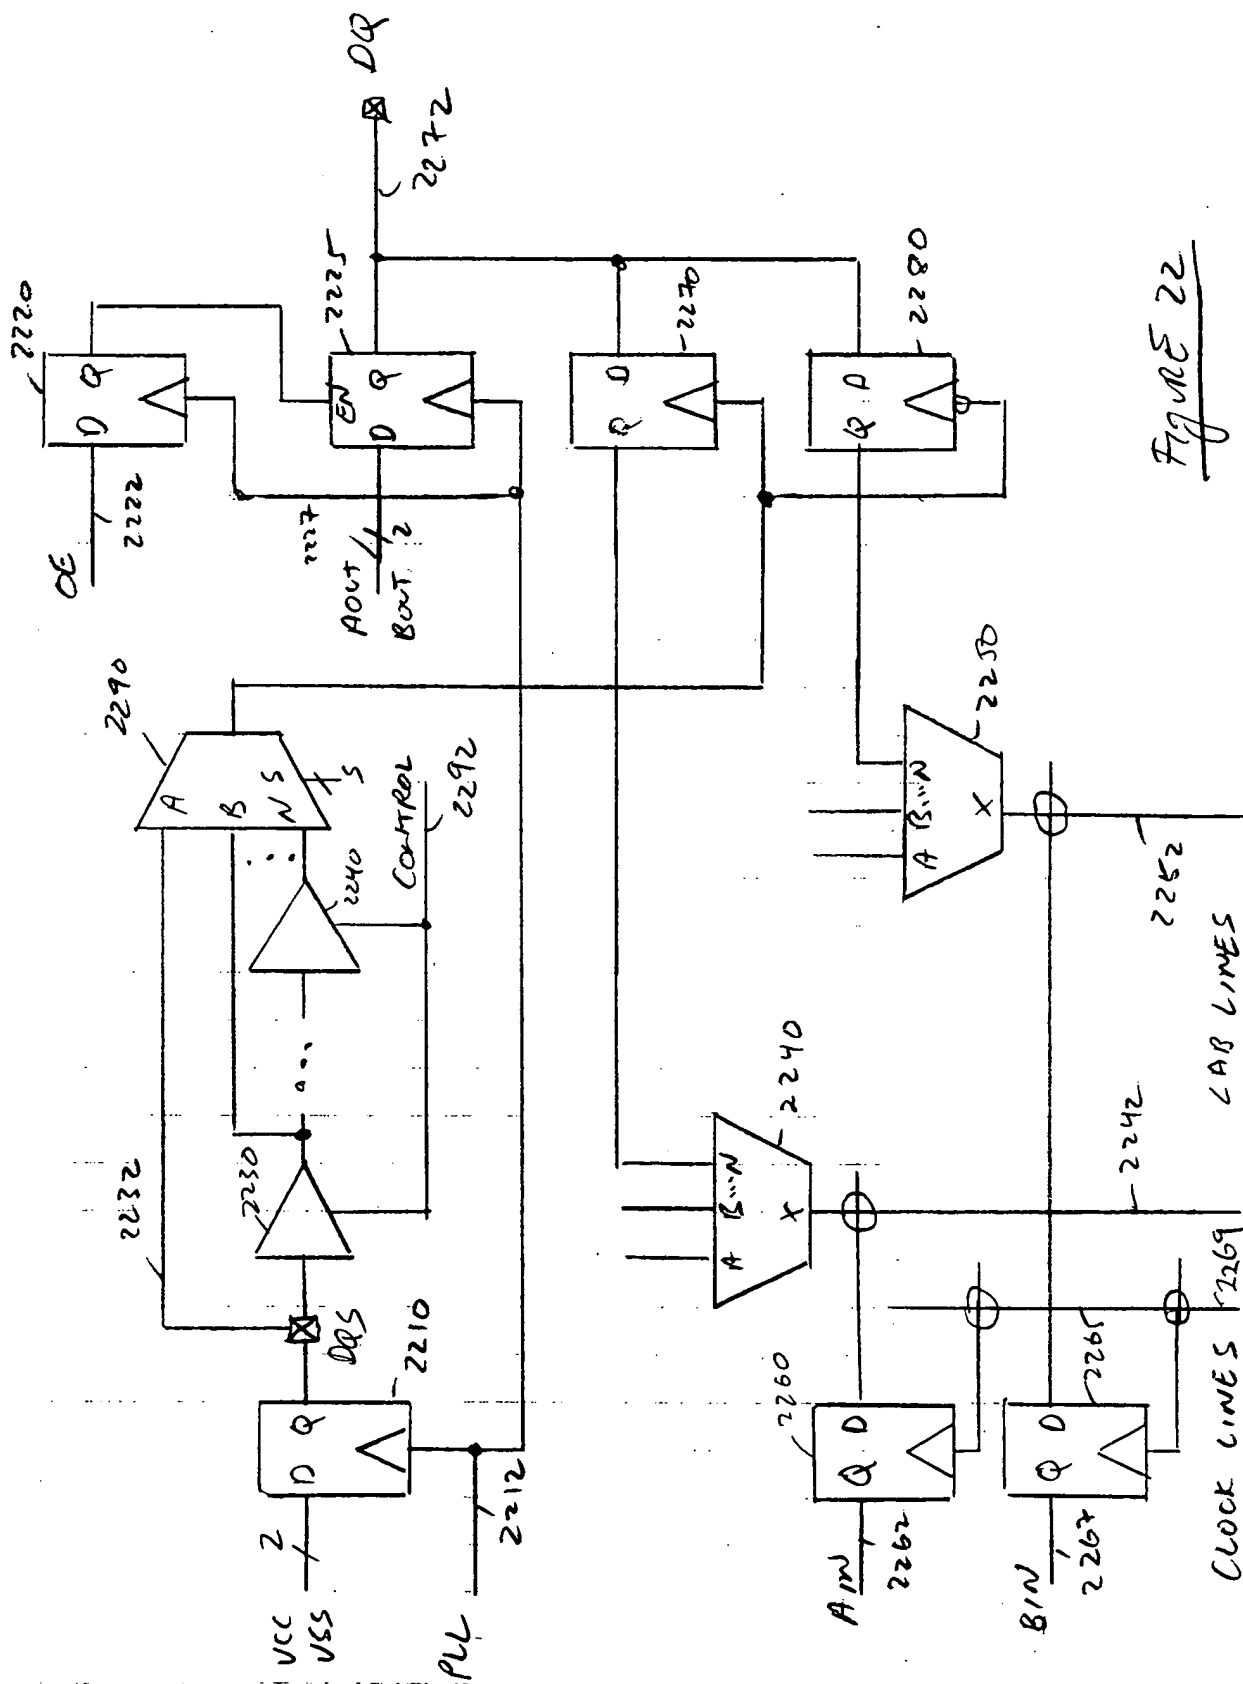 2220
D Q
OE
2222
DQ
2272
2225
EN
D Q
2227
AOUT
BOUT
2
2290
A
B
N S
5
2240
CONTROL
2292
2232
2230
DQS
2210
D Q
2
VCC
VSS
PLL
2212
2270
Q D
2280
Q D
2250
A B...N
X
2252
2240
A B...N
X
2242
LAB LINES
2260
Q D
AIN
2262
2265
Q D
BIN
2267
2269
CLOCK LINES
FIGURE 22